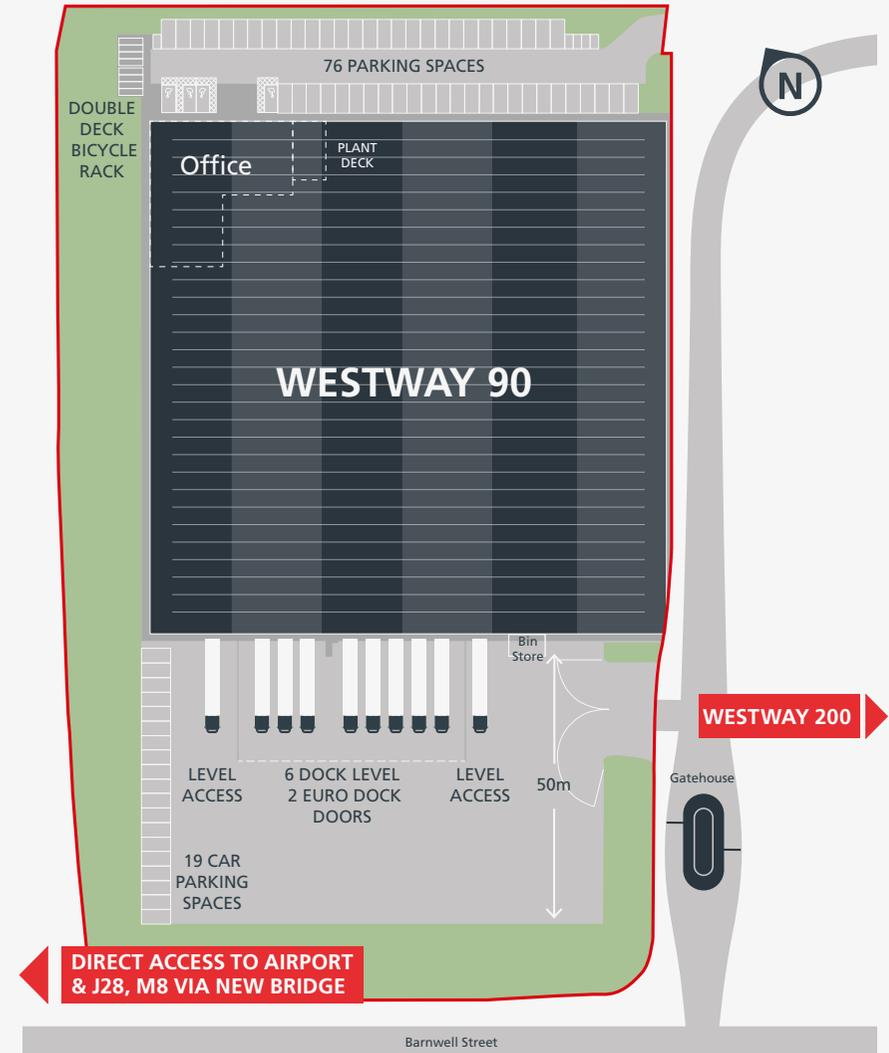 76 PARKING SPACES
N
DOUBLE
DECK
BICYCLE
RACK
Office
PLANT
DECK
WESTWAY 90
Bin
Store
WESTWAY 200
LEVEL
ACCESS
6 DOCK LEVEL
2 EURO DOCK
DOORS
LEVEL
ACCESS
50m
Gatehouse
19 CAR
PARKING
SPACES
DIRECT ACCESS TO AIRPORT
& J28, M8 VIA NEW BRIDGE
Barnwell Street